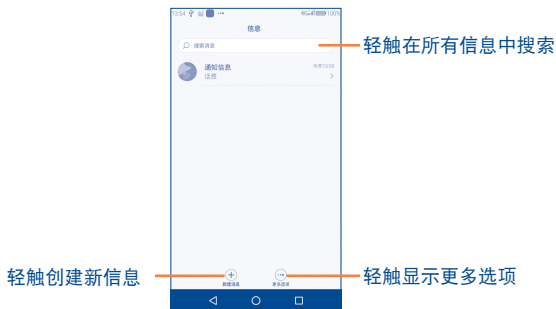 13:54 4G 100%
信息
搜索消息
轻触在所有信息中搜索
通知信息 今天13:53
话费
轻触创建新信息
新建消息 更多选项
轻触显示更多选项